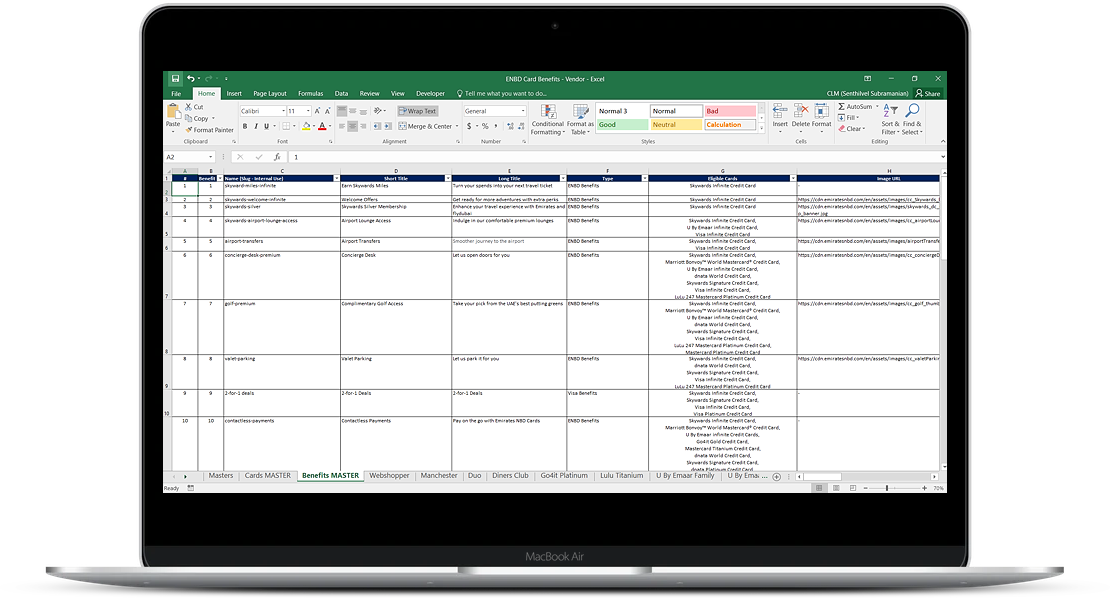 ENBD Card Benefits - Vendor - Excel
File Home Insert Page Layout Formulas Data Review View Developer Tell me what you want to do... CLM (Senthilvel Subramanian) Share
Cut
Copy
Format Painter
Paste
Clipboard
Calibri 11
B I U
Font
Wrap Text
Merge & Center
Alignment
General
$ % ,
Number
Conditional Formatting
Format as Table
Normal 3 Normal Bad
Good Neutral Calculation
Styles
Insert Delete Format
Cells
AutoSum
Fill
Clear
Sort & Filter
Find & Select
Editing
A2 fx 1
A B C D E F G H
# Benefit Name (Slug - Internal Use) Short Title Long Title Type Eligible Cards Image URL
1 1 skyward-miles-infinite Earn Skywards Miles Turn your spends into your next travel ticket ENBD Benefits Skywards Infinite Credit Card -
2 2 skywards-welcome-infinite Welcome Offers Get ready for more adventures with extra perks ENBD Benefits Skywards Infinite Credit Card https://cdn.emiratesnbd.com/en/assets/images/cc_Skywards_
3 3 skywards-silver Skywards Silver Membership Enhance your travel experience with Emirates and ENBD Benefits Skywards Infinite Credit Card https://cdn.emiratesnbd.com/en/assets/images/skywards_dc_
flydubai p_banner.jpg
4 4 skywards-airport-lounge-access Airport Lounge Access Indulge in our comfortable premium lounges ENBD Benefits Skywards Infinite Credit Card, https://cdn.emiratesnbd.com/en/assets/images/cc_airportLou
U By Emaar Infinite Credit Card,
Visa Infinite Credit Card
5 5 airport-transfers Airport Transfers Smoother journey to the airport ENBD Benefits Skywards Infinite Credit Card, https://cdn.emiratesnbd.com/en/assets/images/airportTransfe
Visa Infinite Credit Card
6 6 concierge-desk-premium Concierge Desk Let us open doors for you ENBD Benefits Skywards Infinite Credit Card, https://cdn.emiratesnbd.com/en/assets/images/cc_conciergeD
Marriott Bonvoy™ World Mastercard® Credit Card,
U By Emaar Infinite Credit Card,
dnata World Credit Card,
Skywards Signature Credit Card,
Visa Infinite Credit Card,
LuLu 247 Mastercard Platinum Credit Card
7 7 golf-premium Complimentary Golf Access Take your pick from the UAE's best putting greens ENBD Benefits Skywards Infinite Credit Card, https://cdn.emiratesnbd.com/en/assets/images/cc_golf_thumb
Marriott Bonvoy™ World Mastercard® Credit Card,
U By Emaar Infinite Credit Card,
dnata World Credit Card,
Skywards Signature Credit Card,
Visa Infinite Credit Card,
LuLu 247 Mastercard Platinum Credit Card,
Mastercard Platinum Credit Card
8 8 valet-parking Valet Parking Let us park it for you ENBD Benefits Skywards Infinite Credit Card, https://cdn.emiratesnbd.com/en/assets/images/cc_valetParkin
dnata World Credit Card,
Skywards Signature Credit Card,
Visa Infinite Credit Card,
LuLu 247 Mastercard Platinum Credit Card
9 9 2-for-1 deals 2-for-1 Deals 2-for-1 Deals Visa Benefits Skywards Infinite Credit Card, -
Skywards Signature Credit Card,
Visa Infinite Credit Card,
Visa Platinum Credit Card
10 10 contactless-payments Contactless Payments Pay on the go with Emirates NBD Cards ENBD Benefits Skywards Infinite Credit Card, -
Marriott Bonvoy™ World Mastercard® Credit Card,
U By Emaar Infinite Credit Cards,
Go4it Gold Credit Card,
Mastercard Titanium Credit Card,
dnata World Credit Card,
Skywards Signature Credit Card,
dnata Platinum Credit Card
Masters Cards MASTER Benefits MASTER Webshopper Manchester Duo Diners Club Go4it Platinum Lulu Titanium U By Emaar Family U By Emaa ...
Ready 70%
MacBook Air